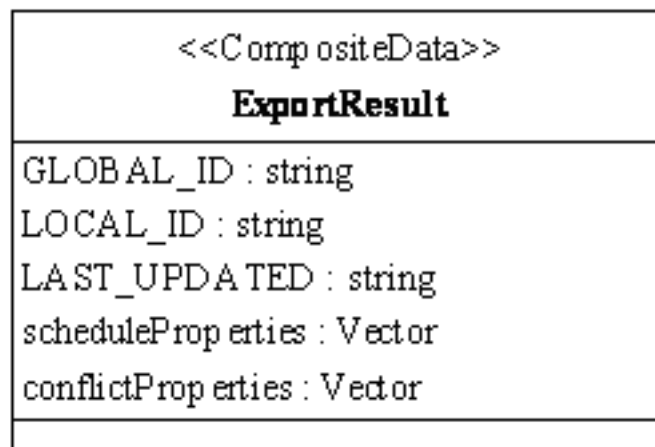 <<CompositeData>>
ExportResult
GLOBAL_ID : string
LOCAL_ID : string
LAST_UPDATED : string
scheduleProperties : Vector
conflictProperties : Vector